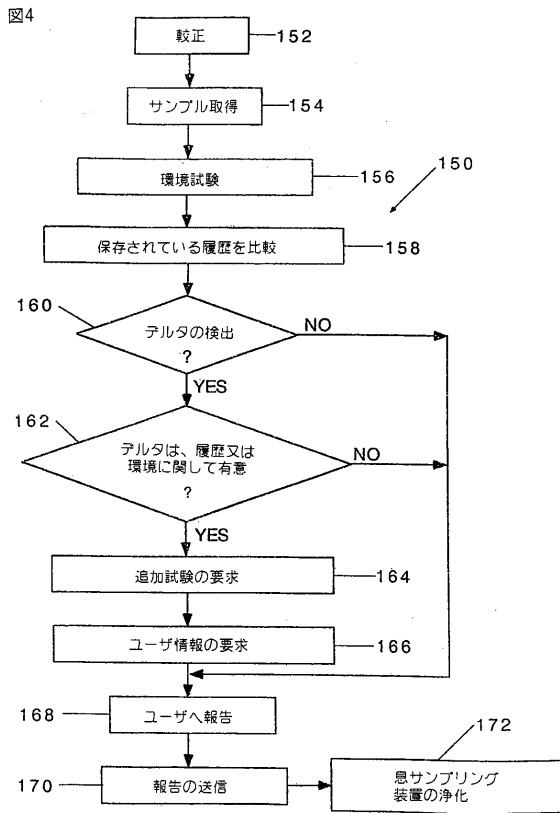 図4
較正
152
サンプル取得
154
環境試験
156
150
保存されている履歴を比較
158
160
デルタの検出
?
NO
YES
162
デルタは、履歴又は
環境に関して有意
?
NO
YES
追加試験の要求
164
ユーザ情報の要求
166
168
ユーザへ報告
172
170
報告の送信
息サンプリング
装置の浄化